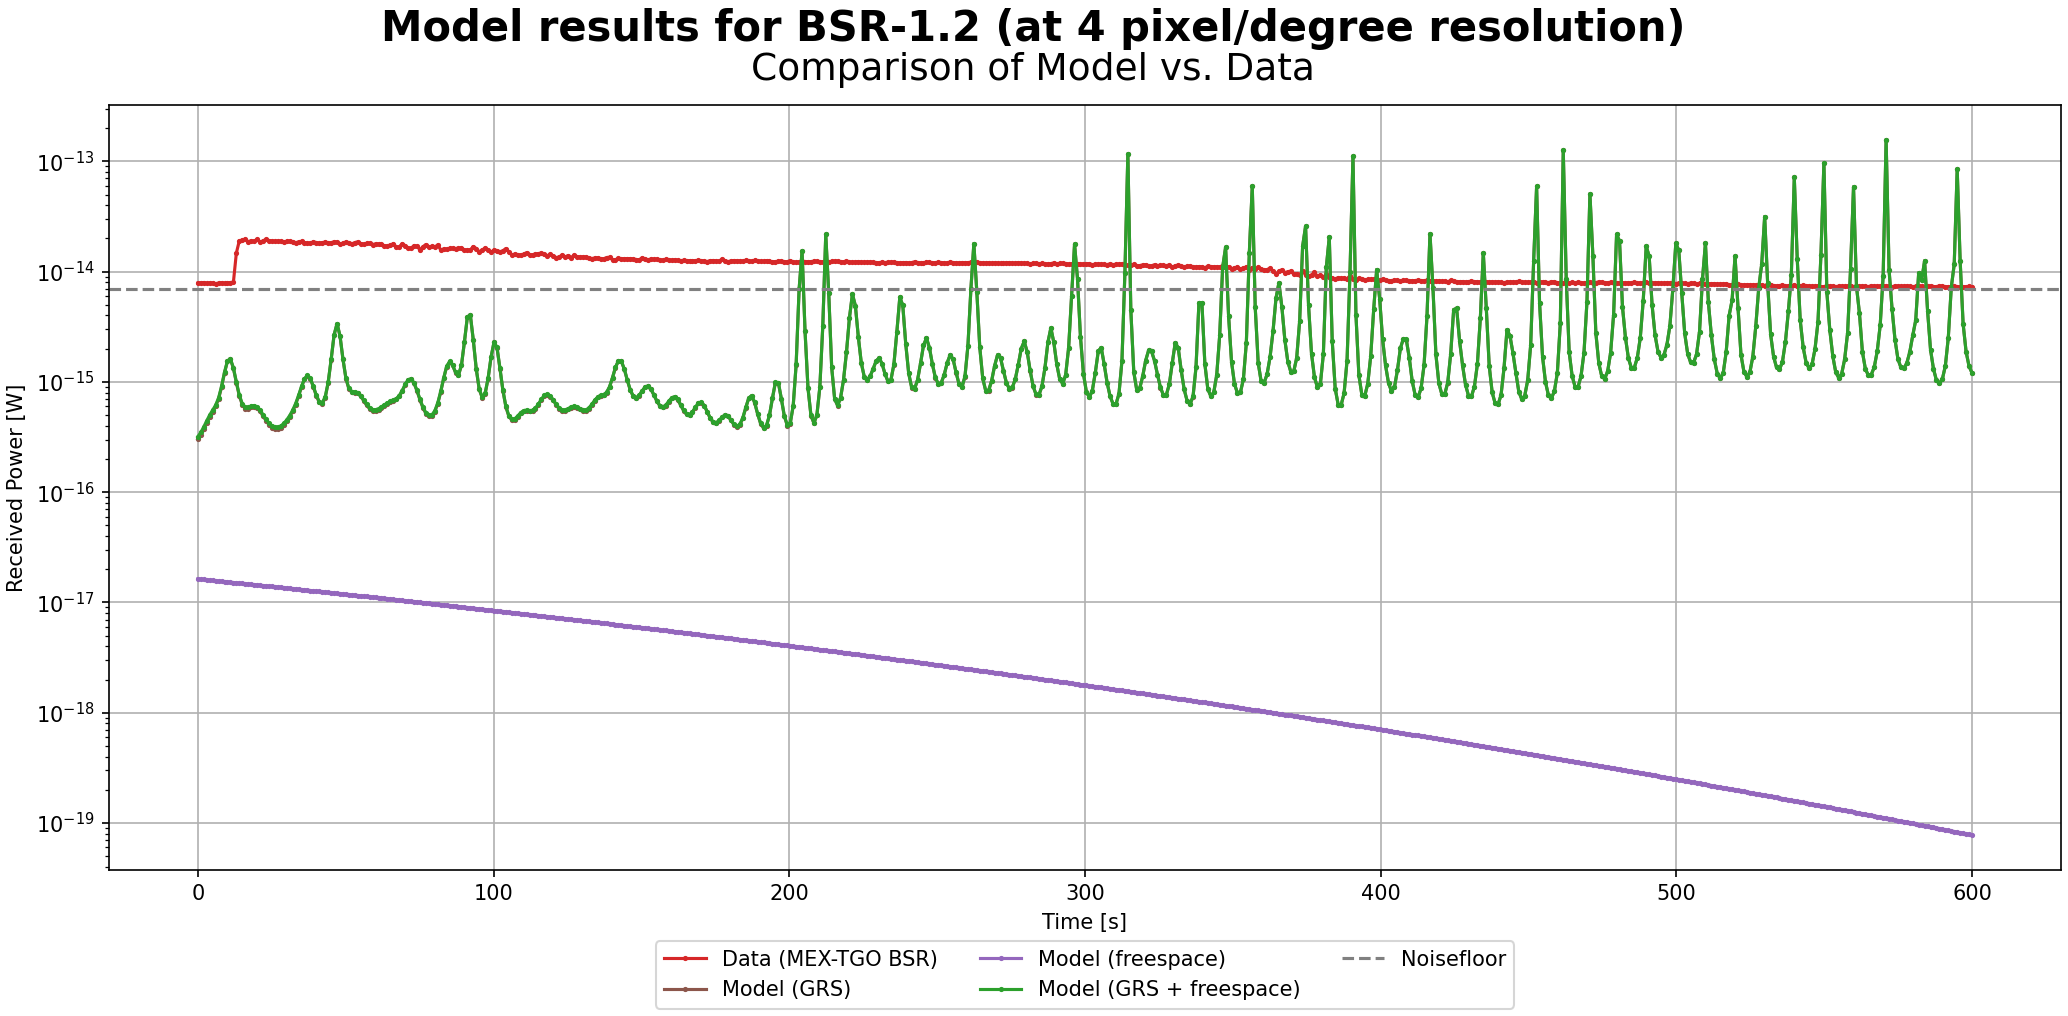 Model results for BSR-1.2 (at 4 pixel/degree resolution)
Comparison of Model vs. Data
Received Power [W]
10⁻¹³
10⁻¹⁴
10⁻¹⁵
10⁻¹⁶
10⁻¹⁷
10⁻¹⁸
10⁻¹⁹
0 100 200 300 400 500 600
Time [s]
Data (MEX-TGO BSR) Model (freespace) Noisefloor
Model (GRS) Model (GRS + freespace)